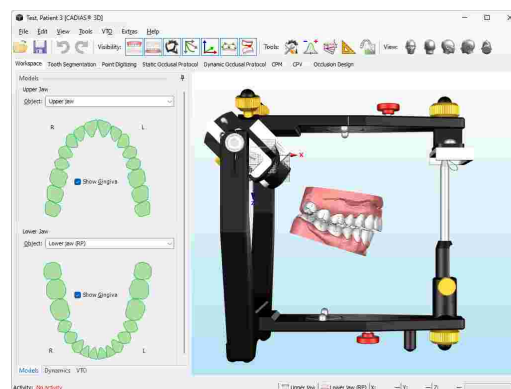 Test, Patient 3 [CADIAS® 3D]
File Edit View Tools VTO Extras Help
Visibility: Tools: View:
Workspace Tooth Segmentation Point Digitizing Static Occlusal Protocol Dynamic Occlusal Protocol CPM CPV Occlusion Design
Models
Upper Jaw
Object: Upper Jaw
R L
Show Gingiva
Lower Jaw
Object: Lower Jaw (RP)
Show Gingiva
R L
Models Dynamics VTO
Activity: No activity Upper Jaw Lower Jaw (RP) X: — Y: — Z:
X
Z